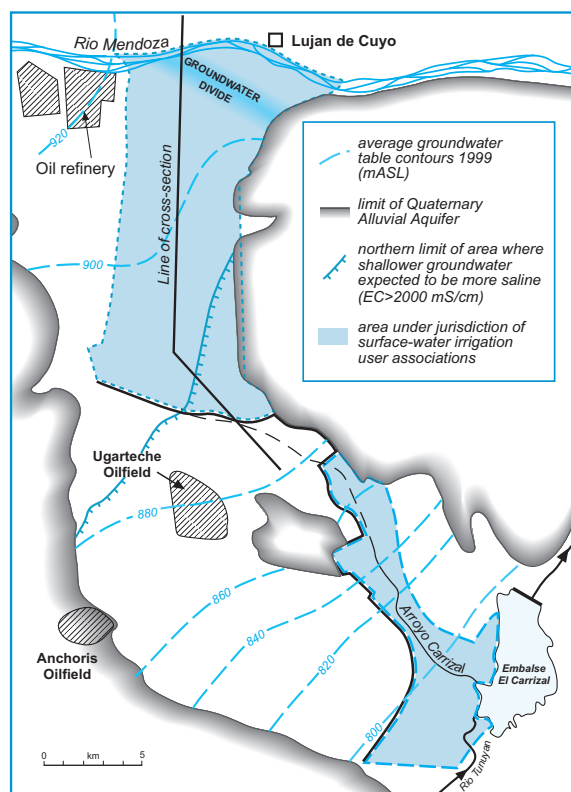 Rio Mendoza
Lujan de Cuyo
GROUNDWATER
DIVIDE
920
Oil refinery
Line of cross-section
900
average groundwater
table contours 1999
(mASL)
limit of Quaternary
Alluvial Aquifer
northern limit of area where
shallower groundwater
expected to be more saline
(EC>2000 mS/cm)
area under jurisdiction of
surface-water irrigation
user associations
Ugarteche
Oilfield
880
860
840
820
800
Arroyo Carrizal
Anchoris
Oilfield
Embalse
El Carrizal
Rio Tunuyan
0 km 5